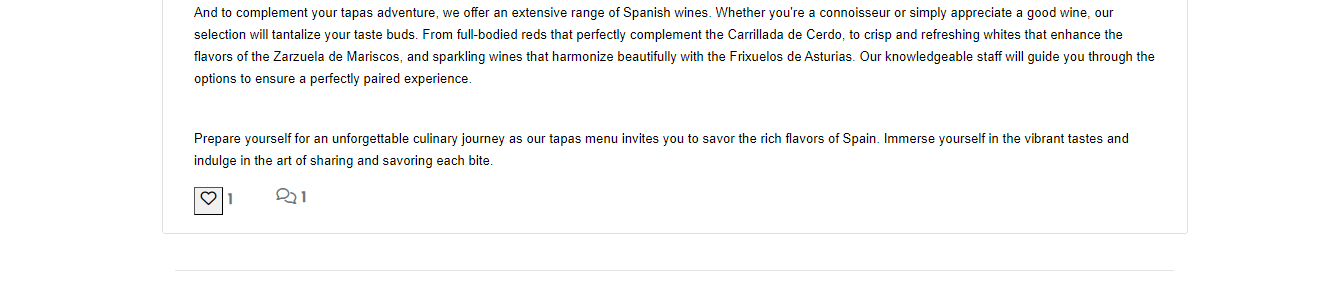 And to complement your tapas adventure, we offer an extensive range of Spanish wines. Whether you're a connoisseur or simply appreciate a good wine, our
selection will tantalize your taste buds. From full-bodied reds that perfectly complement the Carrillada de Cerdo, to crisp and refreshing whites that enhance the
flavors of the Zarzuela de Mariscos, and sparkling wines that harmonize beautifully with the Frixuelos de Asturias. Our knowledgeable staff will guide you through the
options to ensure a perfectly paired experience.
Prepare yourself for an unforgettable culinary journey as our tapas menu invites you to savor the rich flavors of Spain. Immerse yourself in the vibrant tastes and
indulge in the art of sharing and savoring each bite.
1 1